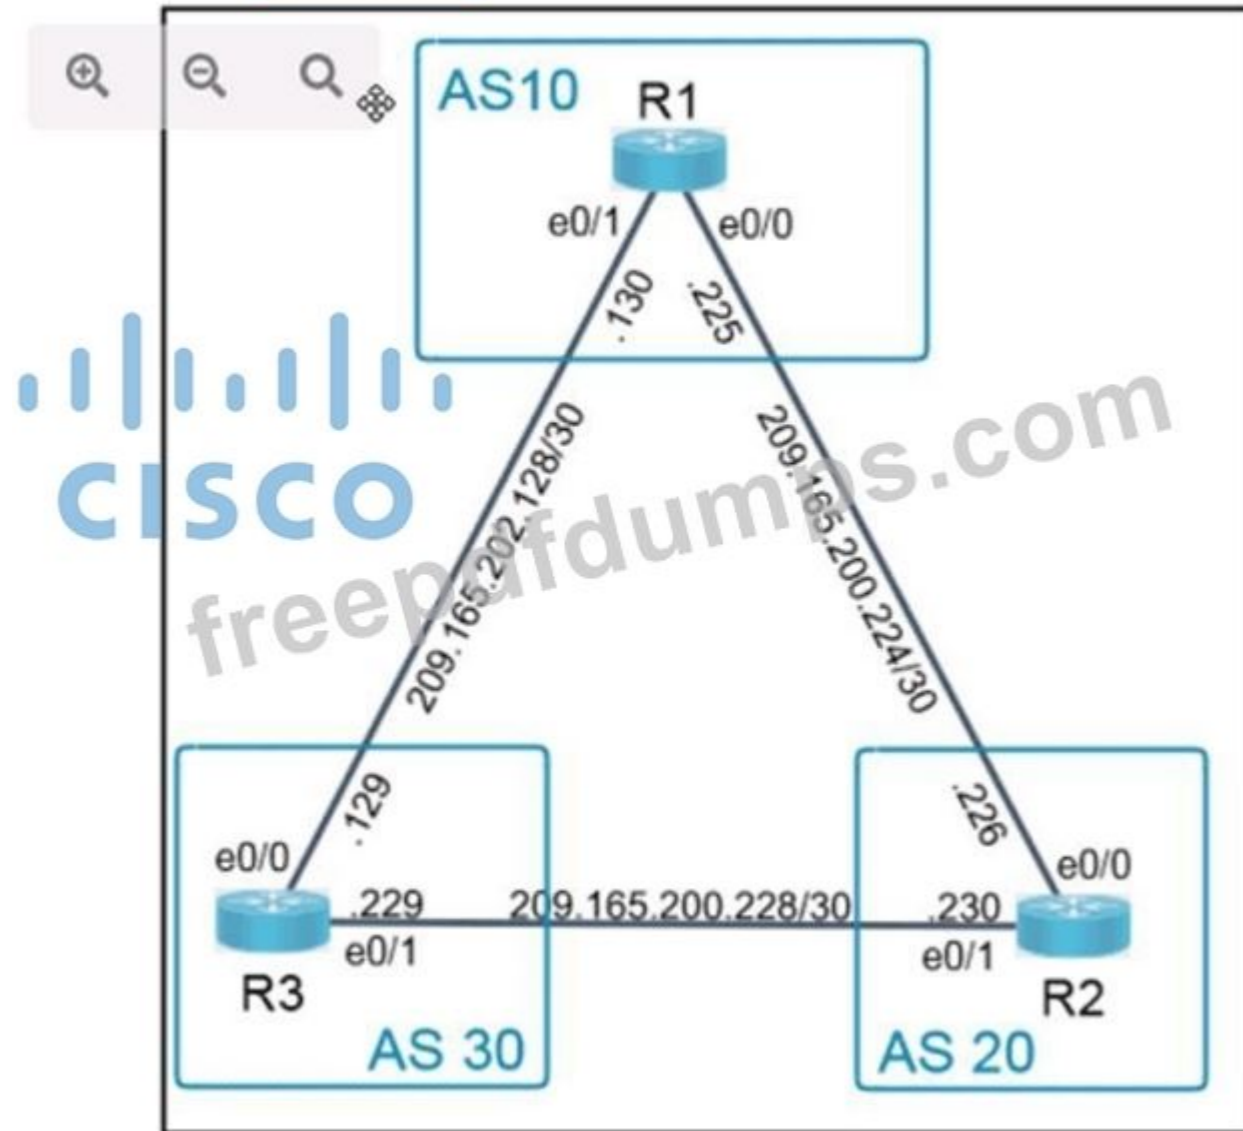 AS10
R1
e0/1
e0/0
.130
.225
CISCO
209.165.202.128/30
209.165.200.224/30
freepdfdumps.com
.129
.226
e0/0
e0/0
.229
209.165.200.228/30
.230
e0/1
e0/1
R3
R2
AS 30
AS 20